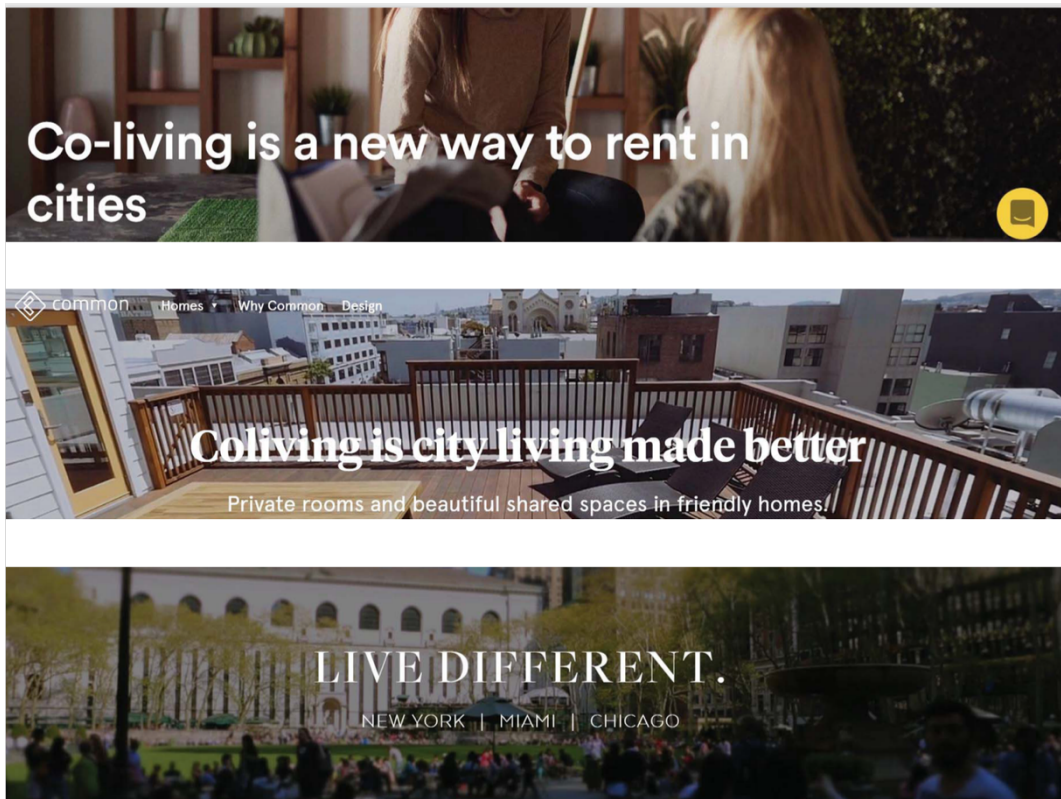 Co-living is a new way to rent in
cities
common Homes ▾ Why Common Design
Coliving is city living made better
Private rooms and beautiful shared spaces in friendly homes.
LIVE DIFFERENT.
NEW YORK | MIAMI | CHICAGO